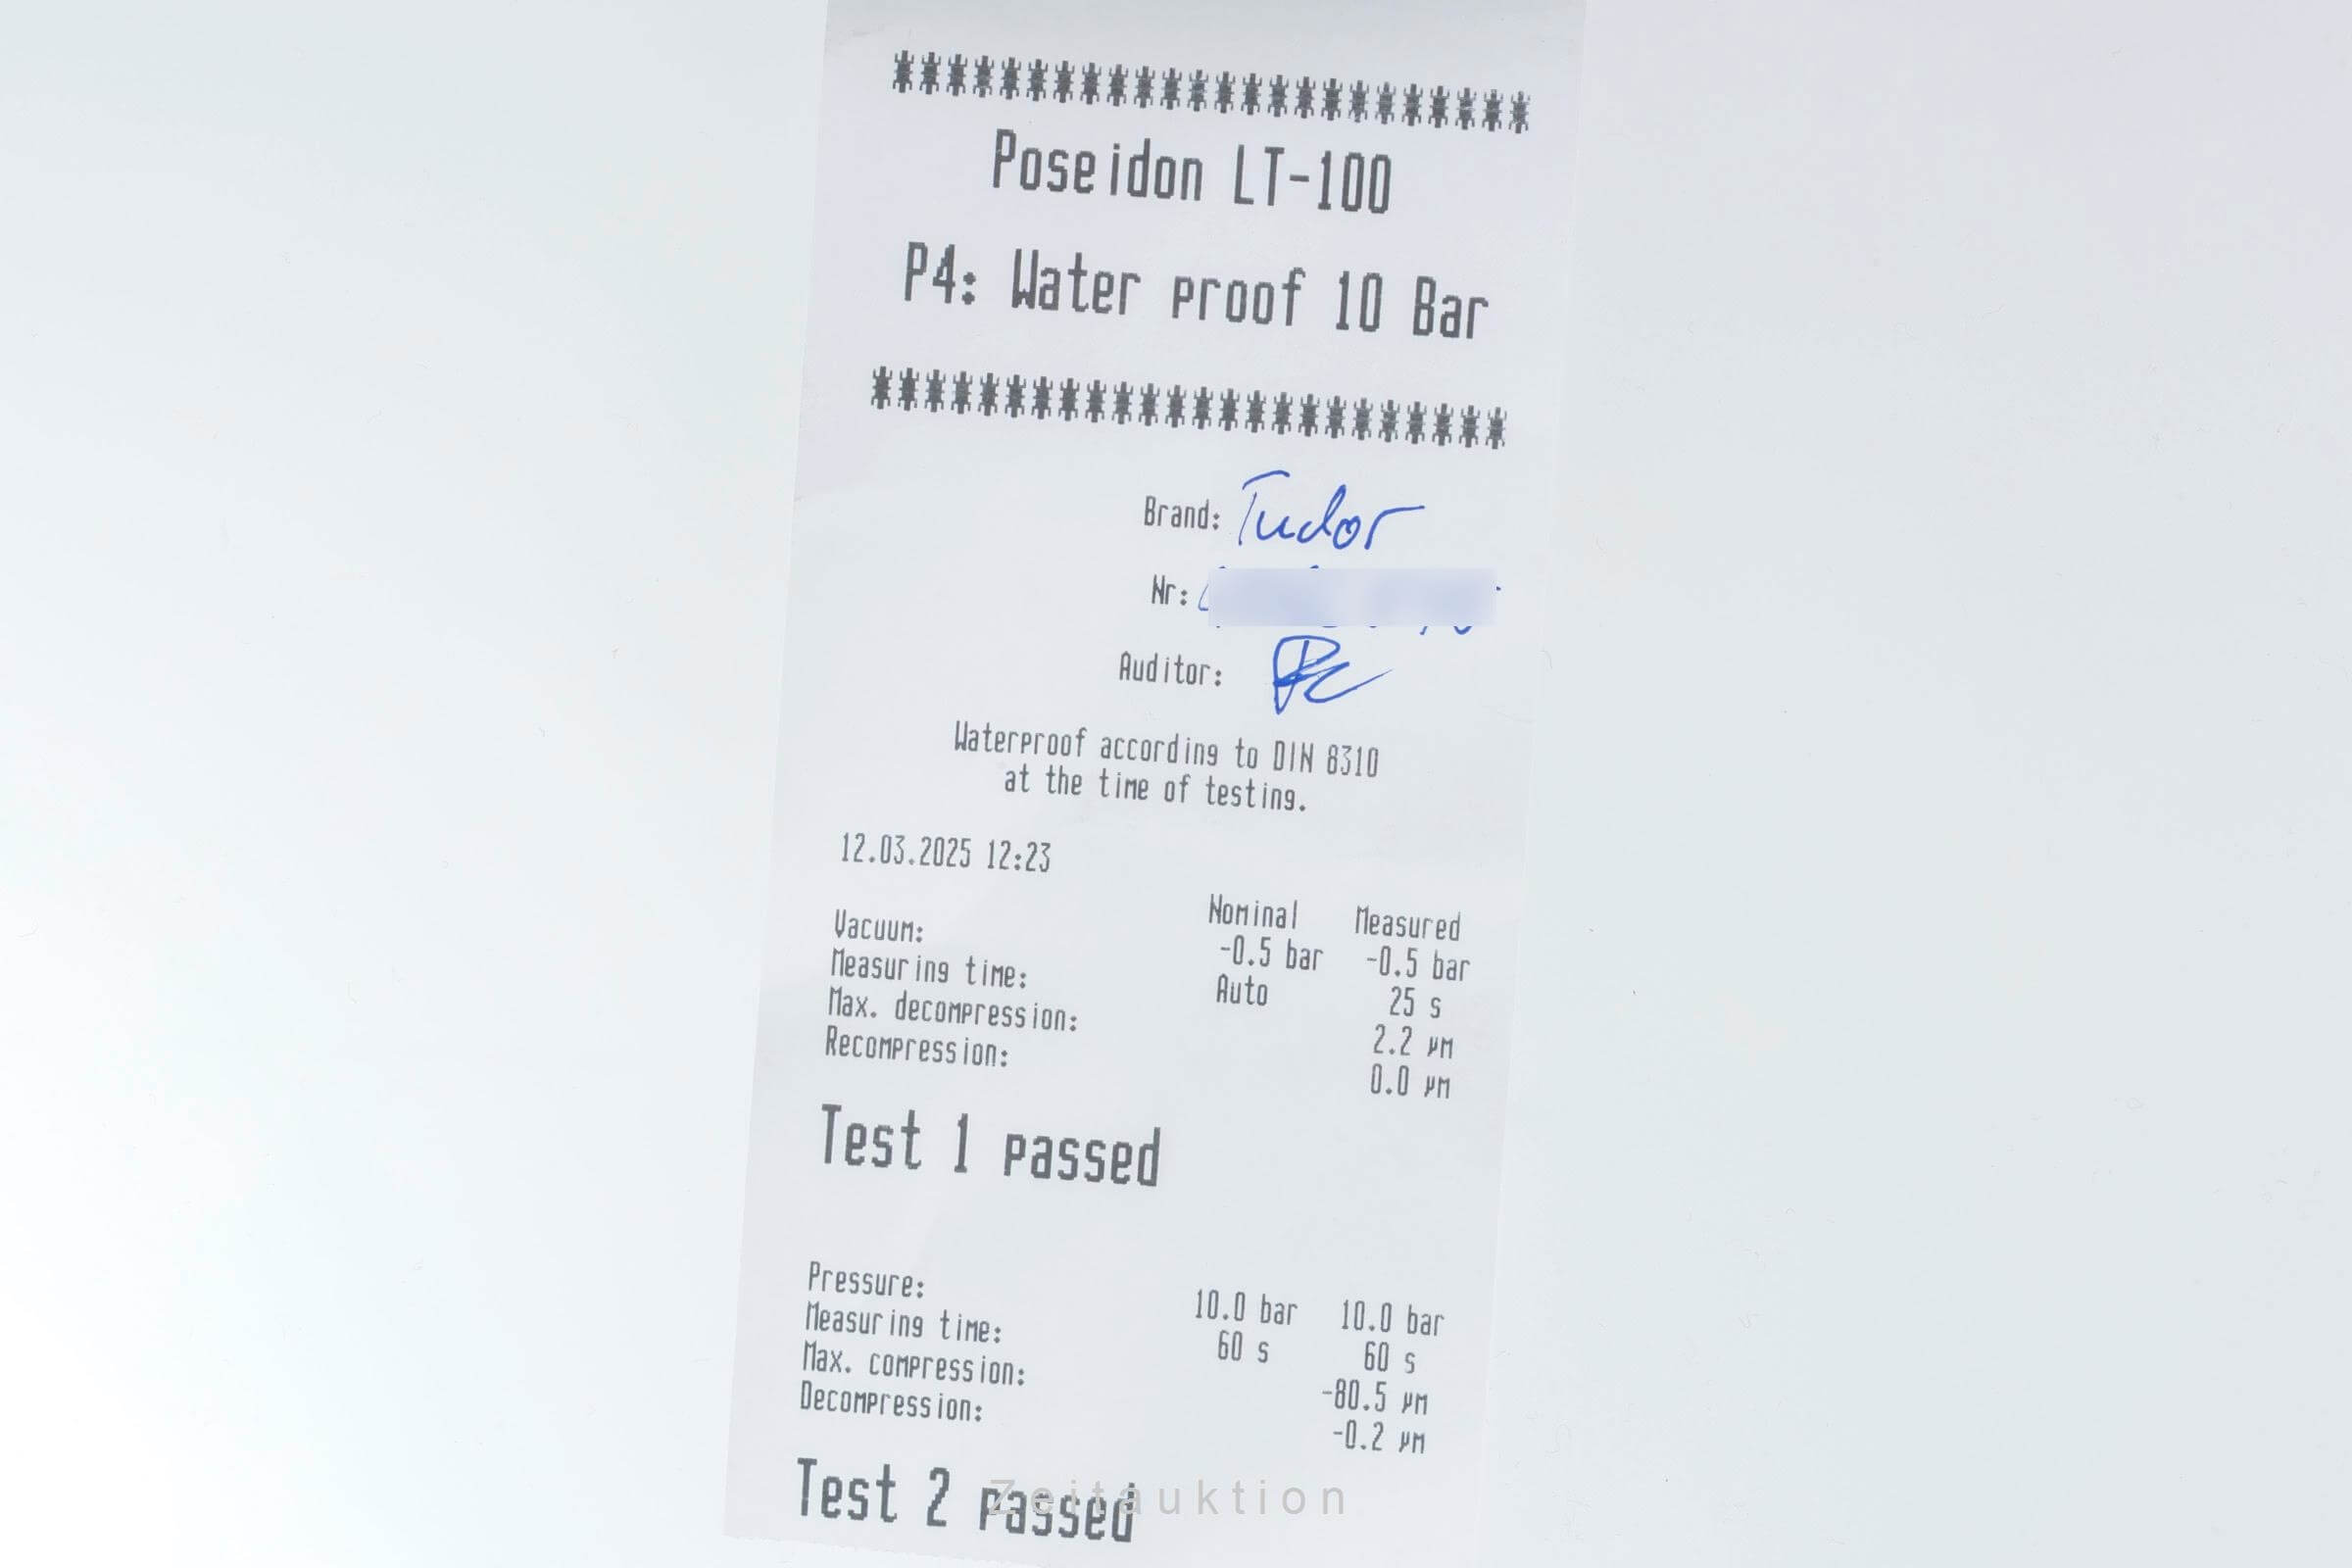 ************************
Poseidon LT-100
P4: Water proof 10 Bar
************************
Brand: Tudor
Nr:
Auditor:
Waterproof according to DIN 8310
at the time of testing.
12.03.2025 12:23
Nominal Measured
Vacuum: -0.5 bar -0.5 bar
Measuring time: Auto 25 s
Max. decompression: 2.2 µm
Recompression: 0.0 µm
Test 1 passed
Pressure: 10.0 bar 10.0 bar
Measuring time: 60 s 60 s
Max. compression: -80.5 µm
Decompression: -0.2 µm
Test 2 passed
Zeitauktion